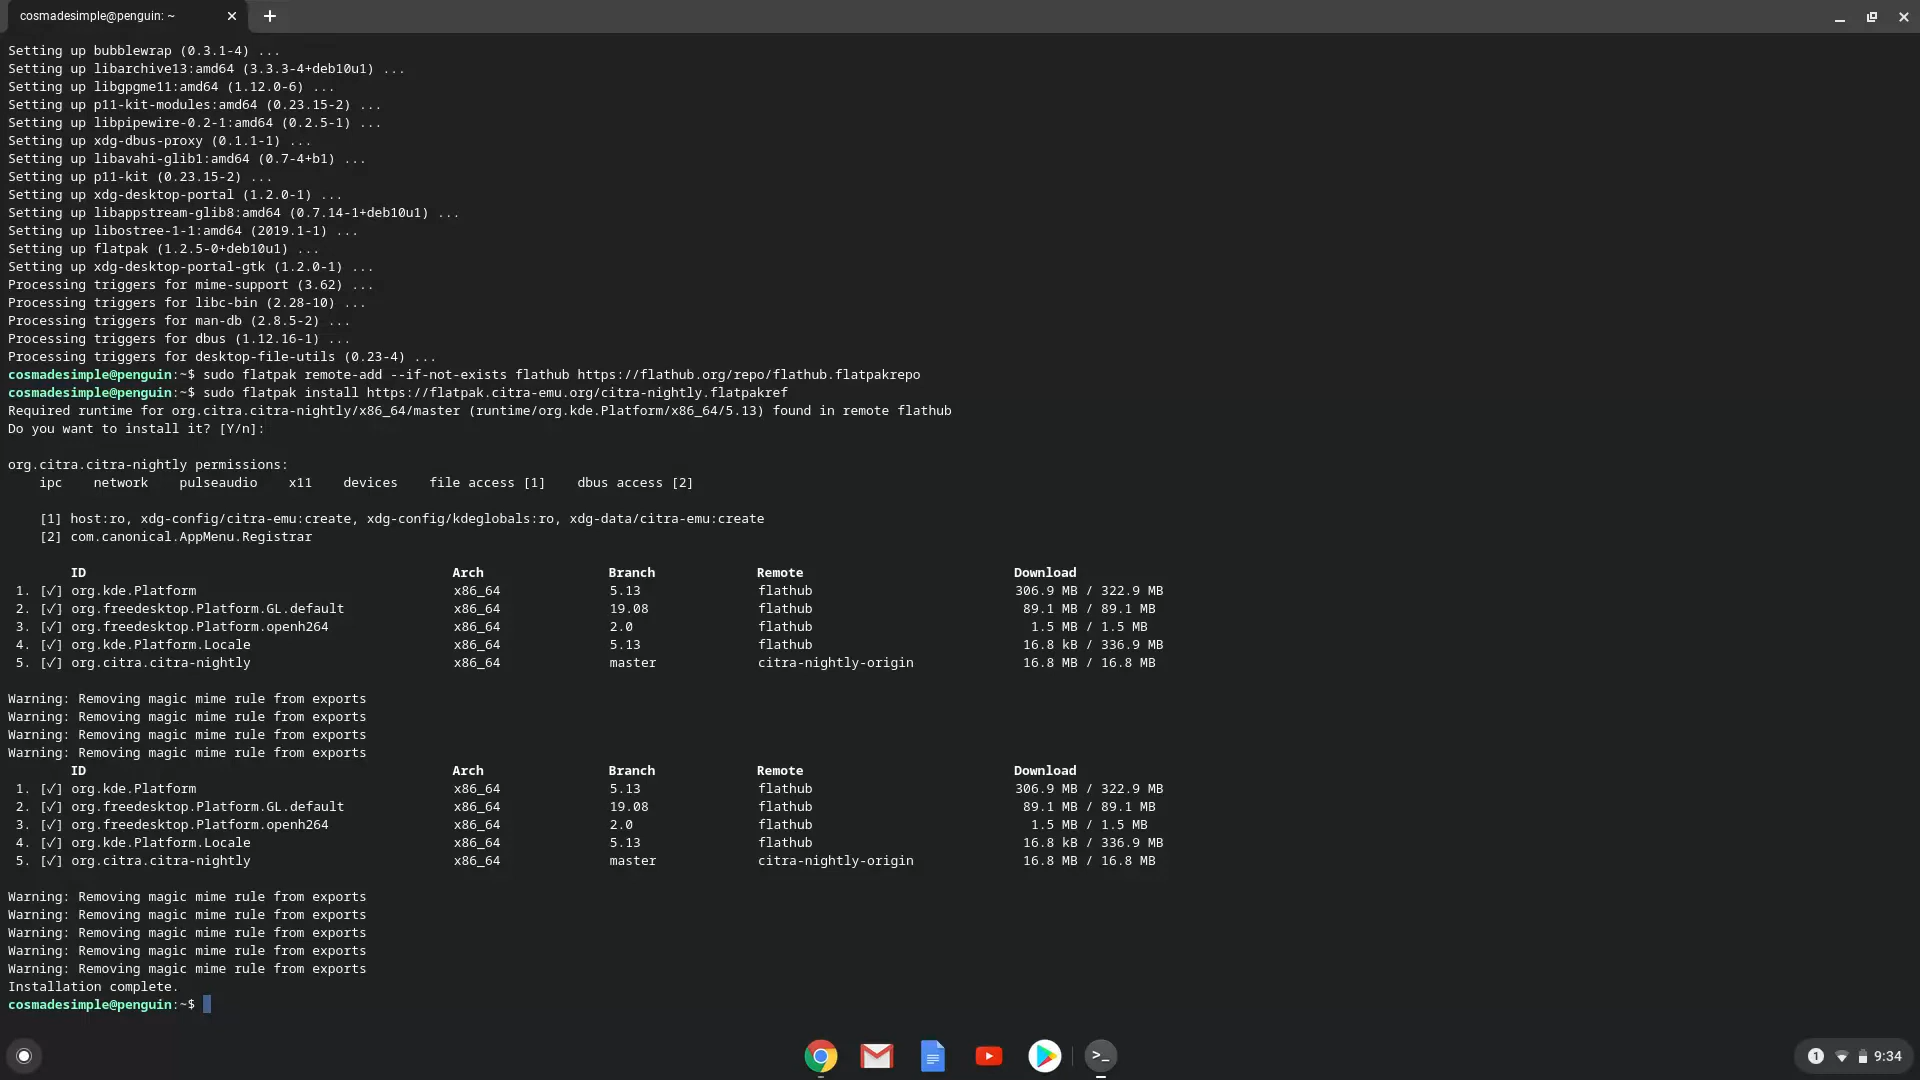 cosmadesimple@penguin: ~
Setting up bubblewrap (0.3.1-4) ...
Setting up libarchive13:amd64 (3.3.3-4+deb10u1) ...
Setting up libgpgme11:amd64 (1.12.0-6) ...
Setting up p11-kit-modules:amd64 (0.23.15-2) ...
Setting up libpipewire-0.2-1:amd64 (0.2.5-1) ...
Setting up xdg-dbus-proxy (0.1.1-1) ...
Setting up libavahi-glib1:amd64 (0.7-4+b1) ...
Setting up p11-kit (0.23.15-2) ...
Setting up xdg-desktop-portal (1.2.0-1) ...
Setting up libappstream-glib8:amd64 (0.7.14-1+deb10u1) ...
Setting up libostree-1-1:amd64 (2019.1-1) ...
Setting up flatpak (1.2.5-0+deb10u1) ...
Setting up xdg-desktop-portal-gtk (1.2.0-1) ...
Processing triggers for mime-support (3.62) ...
Processing triggers for libc-bin (2.28-10) ...
Processing triggers for man-db (2.8.5-2) ...
Processing triggers for dbus (1.12.16-1) ...
Processing triggers for desktop-file-utils (0.23-4) ...
cosmadesimple@penguin:~$ sudo flatpak remote-add --if-not-exists flathub https://flathub.org/repo/flathub.flatpakrepo
cosmadesimple@penguin:~$ sudo flatpak install https://flatpak.citra-emu.org/citra-nightly.flatpakref
Required runtime for org.citra.citra-nightly/x86_64/master (runtime/org.kde.Platform/x86_64/5.13) found in remote flathub
Do you want to install it? [Y/n]:
org.citra.citra-nightly permissions:
ipc network pulseaudio x11 devices file access [1] dbus access [2]
[1] host:ro, xdg-config/citra-emu:create, xdg-config/kdeglobals:ro, xdg-data/citra-emu:create
[2] com.canonical.AppMenu.Registrar
ID Arch Branch Remote Download
1. [✓] org.kde.Platform x86_64 5.13 flathub 306.9 MB / 322.9 MB
2. [✓] org.freedesktop.Platform.GL.default x86_64 19.08 flathub 89.1 MB / 89.1 MB
3. [✓] org.freedesktop.Platform.openh264 x86_64 2.0 flathub 1.5 MB / 1.5 MB
4. [✓] org.kde.Platform.Locale x86_64 5.13 flathub 16.8 kB / 336.9 MB
5. [✓] org.citra.citra-nightly x86_64 master citra-nightly-origin 16.8 MB / 16.8 MB
Warning: Removing magic mime rule from exports
Warning: Removing magic mime rule from exports
Warning: Removing magic mime rule from exports
Warning: Removing magic mime rule from exports
ID Arch Branch Remote Download
1. [✓] org.kde.Platform x86_64 5.13 flathub 306.9 MB / 322.9 MB
2. [✓] org.freedesktop.Platform.GL.default x86_64 19.08 flathub 89.1 MB / 89.1 MB
3. [✓] org.freedesktop.Platform.openh264 x86_64 2.0 flathub 1.5 MB / 1.5 MB
4. [✓] org.kde.Platform.Locale x86_64 5.13 flathub 16.8 kB / 336.9 MB
5. [✓] org.citra.citra-nightly x86_64 master citra-nightly-origin 16.8 MB / 16.8 MB
Warning: Removing magic mime rule from exports
Warning: Removing magic mime rule from exports
Warning: Removing magic mime rule from exports
Warning: Removing magic mime rule from exports
Warning: Removing magic mime rule from exports
Installation complete.
cosmadesimple@penguin:~$
1 9:34